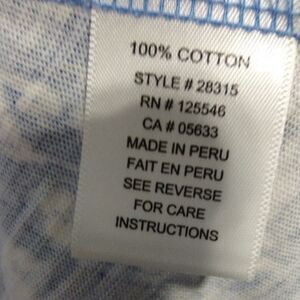 100% COTTON
STYLE # 28315
RN # 125546
CA # 05633
MADE IN PERU
FAIT EN PERU
SEE REVERSE
FOR CARE
INSTRUCTIONS